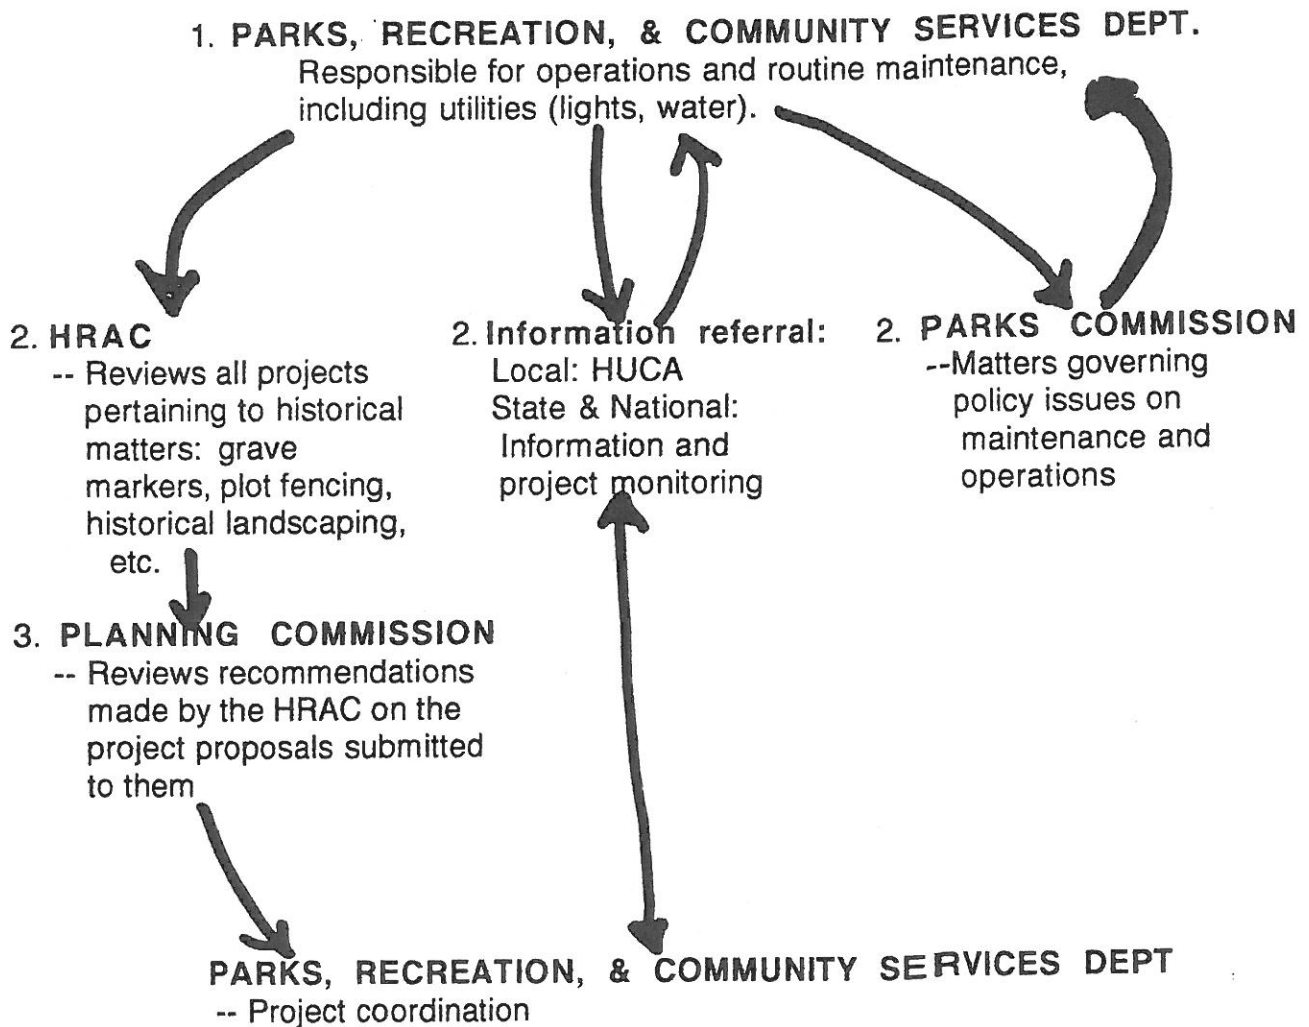 1. PARKS, RECREATION, & COMMUNITY SERVICES DEPT.
Responsible for operations and routine maintenance,
including utilities (lights, water).
2. HRAC
-- Reviews all projects
pertaining to historical
matters: grave
markers, plot fencing,
historical landscaping,
etc.
2. Information referral:
Local: HUCA
State & National:
Information and
project monitoring
2. PARKS COMMISSION
--Matters governing
policy issues on
maintenance and
operations
3. PLANNING COMMISSION
-- Reviews recommendations
made by the HRAC on the
project proposals submitted
to them
PARKS, RECREATION, & COMMUNITY SERVICES DEPT
-- Project coordination